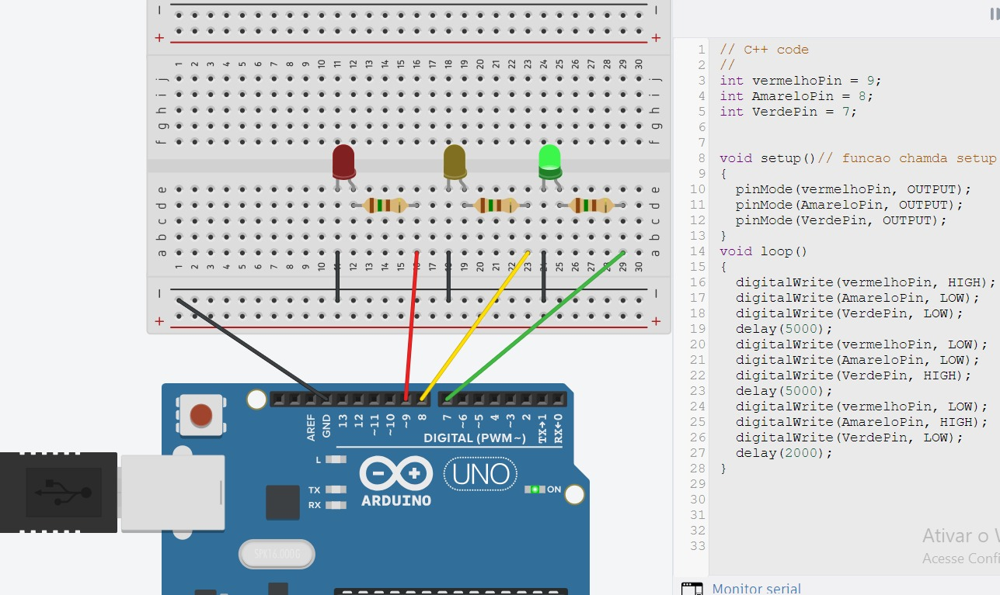 1 2 3 4 5 6 7 8 9 10 11 12 13 14 15 16 17 18 19 20 21 22 23 24 25 26 27 28 29 30
j j
i i
h h
g g
f f
e e
d d
c c
b b
a a
1 2 3 4 5 6 7 8 9 10 11 12 13 14 15 16 17 18 19 20 21 22 23 24 25 26 27 28 29 30
AREF GND 13 12 ~11 ~10 ~9 8 7 ~6 ~5 4 ~3 2 TX→1 RX←0
DIGITAL (PWM~)
L
TX
RX
UNO
ARDUINO
ON
SPK16.000G
1 // C++ code
2 //
3 int vermelhoPin = 9;
4 int AmareloPin = 8;
5 int VerdePin = 7;
6
7
8 void setup()// funcao chamda setup
9 {
10 pinMode(vermelhoPin, OUTPUT);
11 pinMode(AmareloPin, OUTPUT);
12 pinMode(VerdePin, OUTPUT);
13 }
14 void loop()
15 {
16 digitalWrite(vermelhoPin, HIGH);
17 digitalWrite(AmareloPin, LOW);
18 digitalWrite(VerdePin, LOW);
19 delay(5000);
20 digitalWrite(vermelhoPin, LOW);
21 digitalWrite(AmareloPin, LOW);
22 digitalWrite(VerdePin, HIGH);
23 delay(5000);
24 digitalWrite(vermelhoPin, LOW);
25 digitalWrite(AmareloPin, HIGH);
26 digitalWrite(VerdePin, LOW);
27 delay(2000);
28 }
29
30
31
32
33
Ativar o
Acesse
Monitor serial